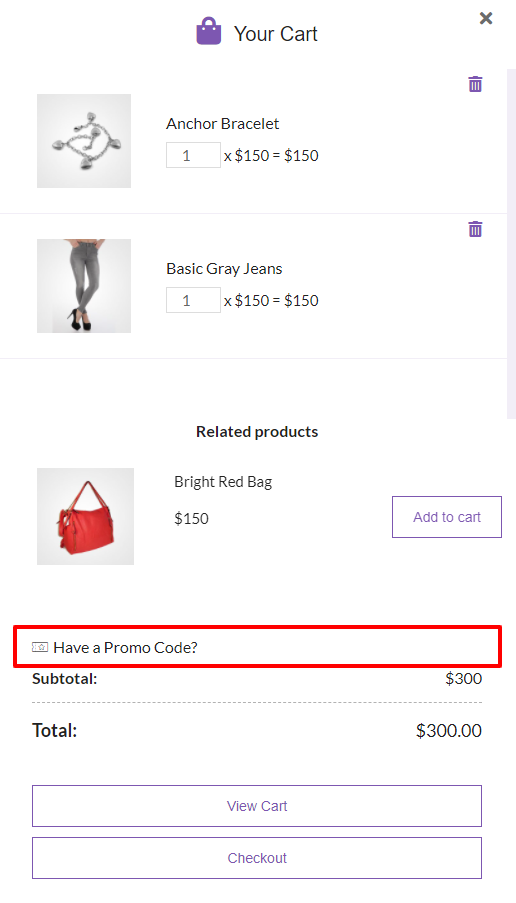 Your Cart
Anchor Bracelet
1 x $150 = $150
Basic Gray Jeans
1 x $150 = $150
Related products
Bright Red Bag
$150
Add to cart
Have a Promo Code?
Subtotal: $300
Total: $300.00
View Cart
Checkout